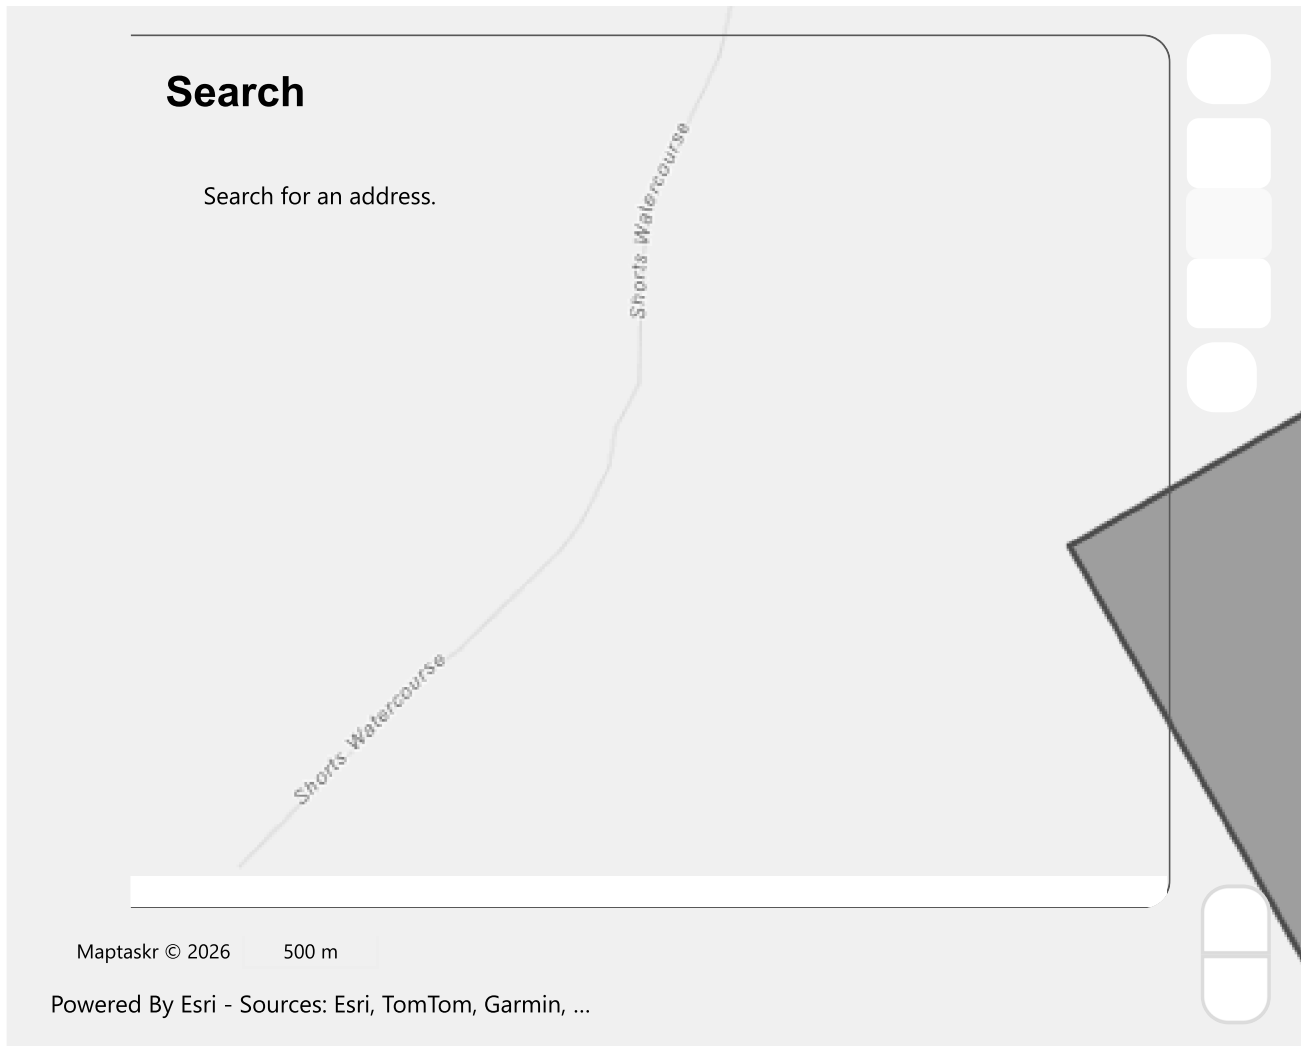 Search
Search for an address.
Shorts Watercourse
Shorts Watercourse
Maptaskr © 2026
500 m
Powered By Esri - Sources: Esri, TomTom, Garmin, ...